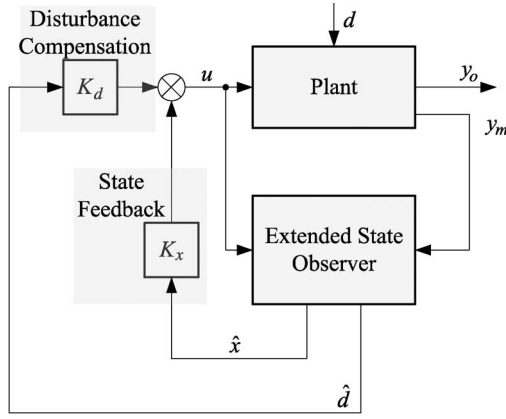 Disturbance
Compensation
d
K_d
u
Plant
y_o
y_m
State
Feedback
K_x
Extended State
Observer
x̂
d̂